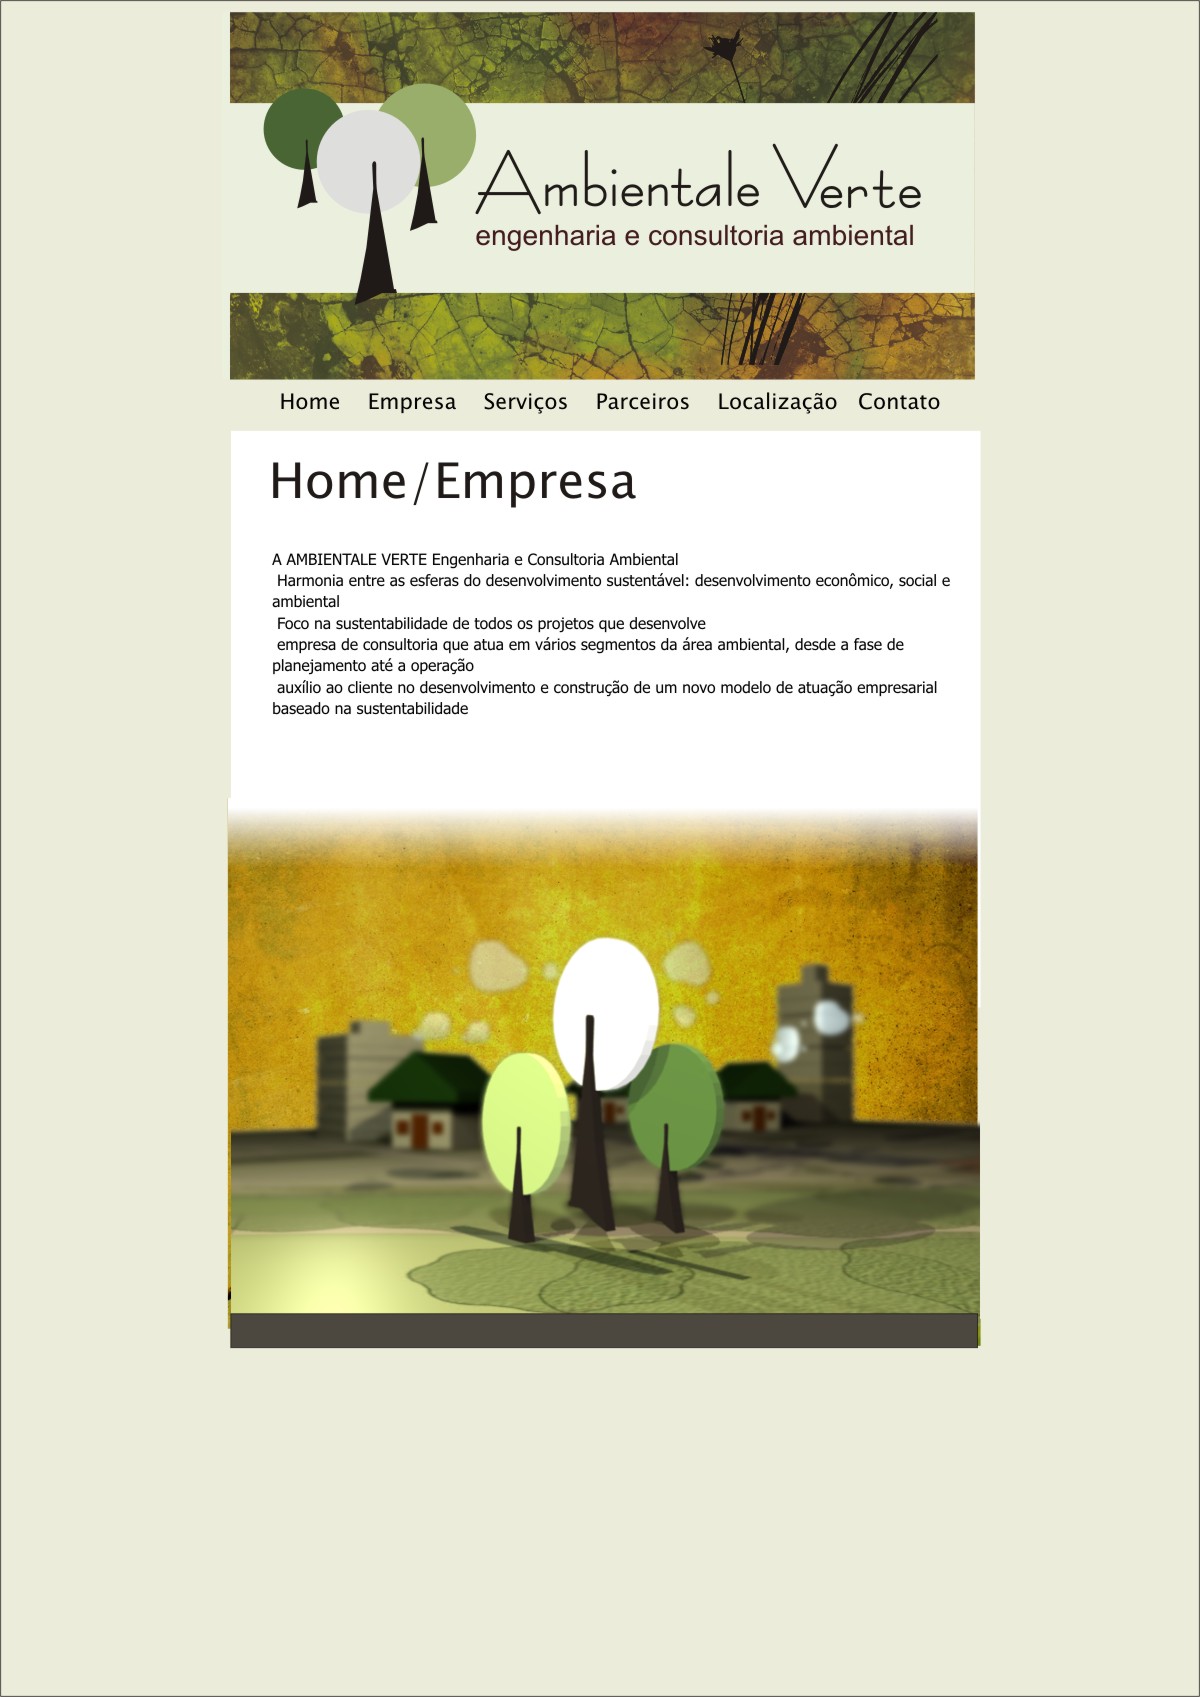 Ambientale Verte
engenharia e consultoria ambiental
Home Empresa Serviços Parceiros Localização Contato
Home/Empresa
A AMBIENTALE VERTE Engenharia e Consultoria Ambiental
Harmonia entre as esferas do desenvolvimento sustentável: desenvolvimento econômico, social e
ambiental
Foco na sustentabilidade de todos os projetos que desenvolve
empresa de consultoria que atua em vários segmentos da área ambiental, desde a fase de
planejamento até a operação
auxílio ao cliente no desenvolvimento e construção de um novo modelo de atuação empresarial
baseado na sustentabilidade